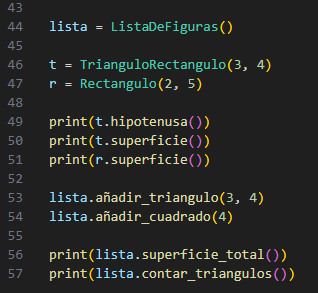 43
44 lista = ListaDeFiguras()
45
46 t = TrianguloRectangulo(3, 4)
47 r = Rectangulo(2, 5)
48
49 print(t.hipotenusa())
50 print(t.superficie())
51 print(r.superficie())
52
53 lista.añadir_triangulo(3, 4)
54 lista.añadir_cuadrado(4)
55
56 print(lista.superficie_total())
57 print(lista.contar_triangulos())